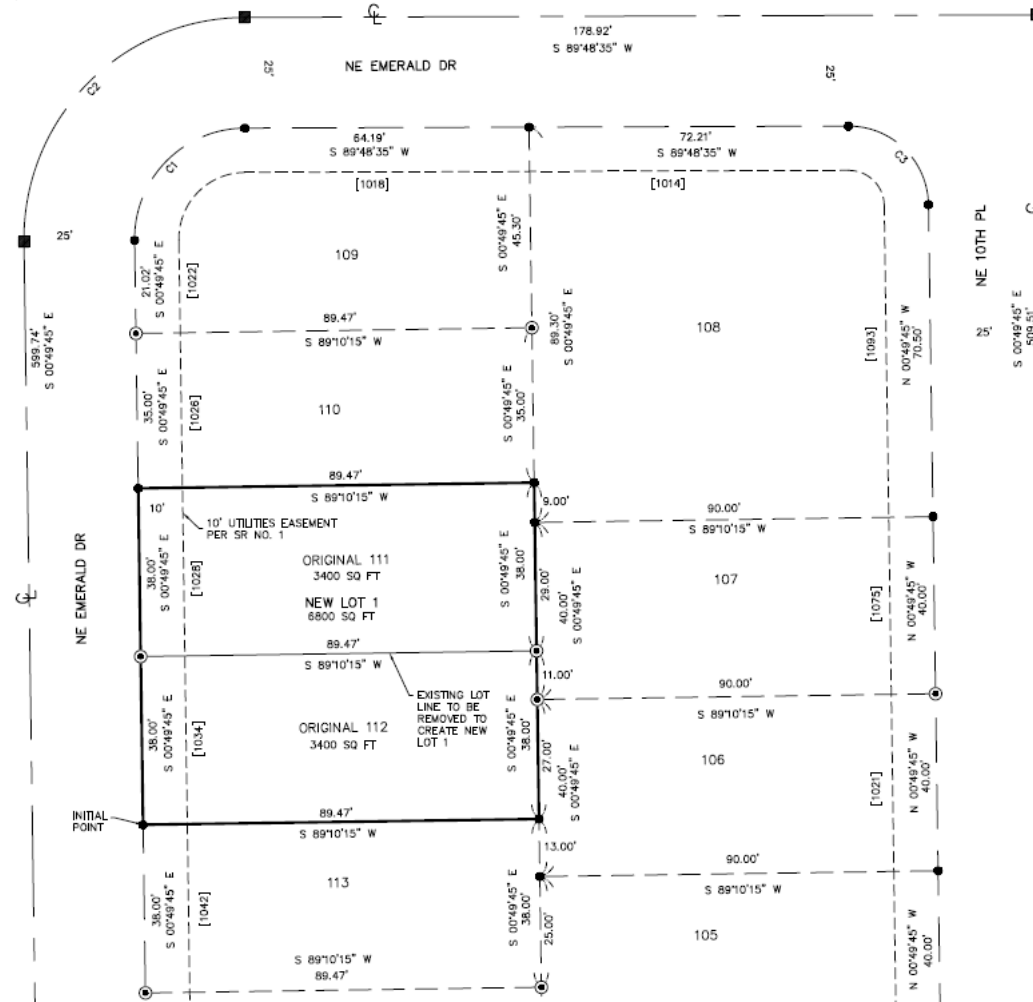 ℄
178.92'
S 89°48'35" W
NE EMERALD DR
25'
25'
C2
64.19'
S 89°48'35" W
72.21'
S 89°48'35" W
C1
C3
[1018]
[1014]
25'
21.02'
S 00°49'45" E
[1022]
109
S 00°49'45" E
45.30'
NE 10TH PL
25'
S 00°49'45" E
509.51'
599.74'
S 00°49'45" E
89.47'
S 89°10'15" W
89.30'
S 00°49'45" E
108
[1093]
N 00°49'45" W
70.50'
35.00'
S 00°49'45" E
[1026]
110
S 00°49'45" E
35.00'
89.47'
S 89°10'15" W
10'
10' UTILITIES EASEMENT
PER SR NO. 1
9.00'
90.00'
S 89°10'15" W
℄
NE EMERALD DR
38.00'
S 00°49'45" E
[1028]
ORIGINAL 111
3400 SQ FT
NEW LOT 1
6800 SQ FT
S 00°49'45" E
38.00'
29.00'
40.00'
S 00°49'45" E
107
[1075]
N 00°49'45" W
40.00'
89.47'
S 89°10'15" W
11.00'
90.00'
S 89°10'15" W
EXISTING LOT
LINE TO BE
REMOVED TO
CREATE NEW
LOT 1
38.00'
S 00°49'45" E
[1034]
ORIGINAL 112
3400 SQ FT
S 00°49'45" E
38.00'
27.00'
40.00'
S 00°49'45" E
106
[1021]
N 00°49'45" W
40.00'
INITIAL
POINT
89.47'
S 89°10'15" W
13.00'
90.00'
S 89°10'15" W
38.00'
S 00°49'45" E
[1042]
113
S 00°49'45" E
38.00'
25.00'
105
N 00°49'45" W
40.00'
S 89°10'15" W
89.47'